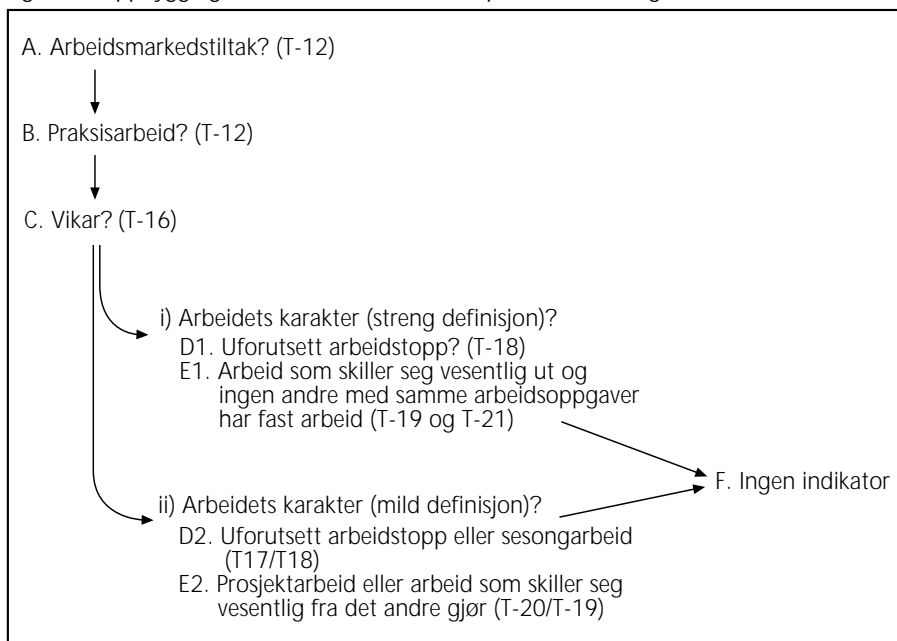 A. Arbeidsmarkedstiltak? (T-12)
B. Praksisarbeid? (T-12)
C. Vikar? (T-16)
i) Arbeidets karakter (streng definisjon)?
D1. Uforutsett arbeidstopp? (T-18)
E1. Arbeid som skiller seg vesentlig ut og
ingen andre med samme arbeidsoppgaver
har fast arbeid (T-19 og T-21)
F. Ingen indikator
ii) Arbeidets karakter (mild definisjon)?
D2. Uforutsett arbeidstopp eller sesongarbeid
(T17/T18)
E2. Prosjektarbeid eller arbeid som skiller seg
vesentlig fra det andre gjør (T-20/T-19)